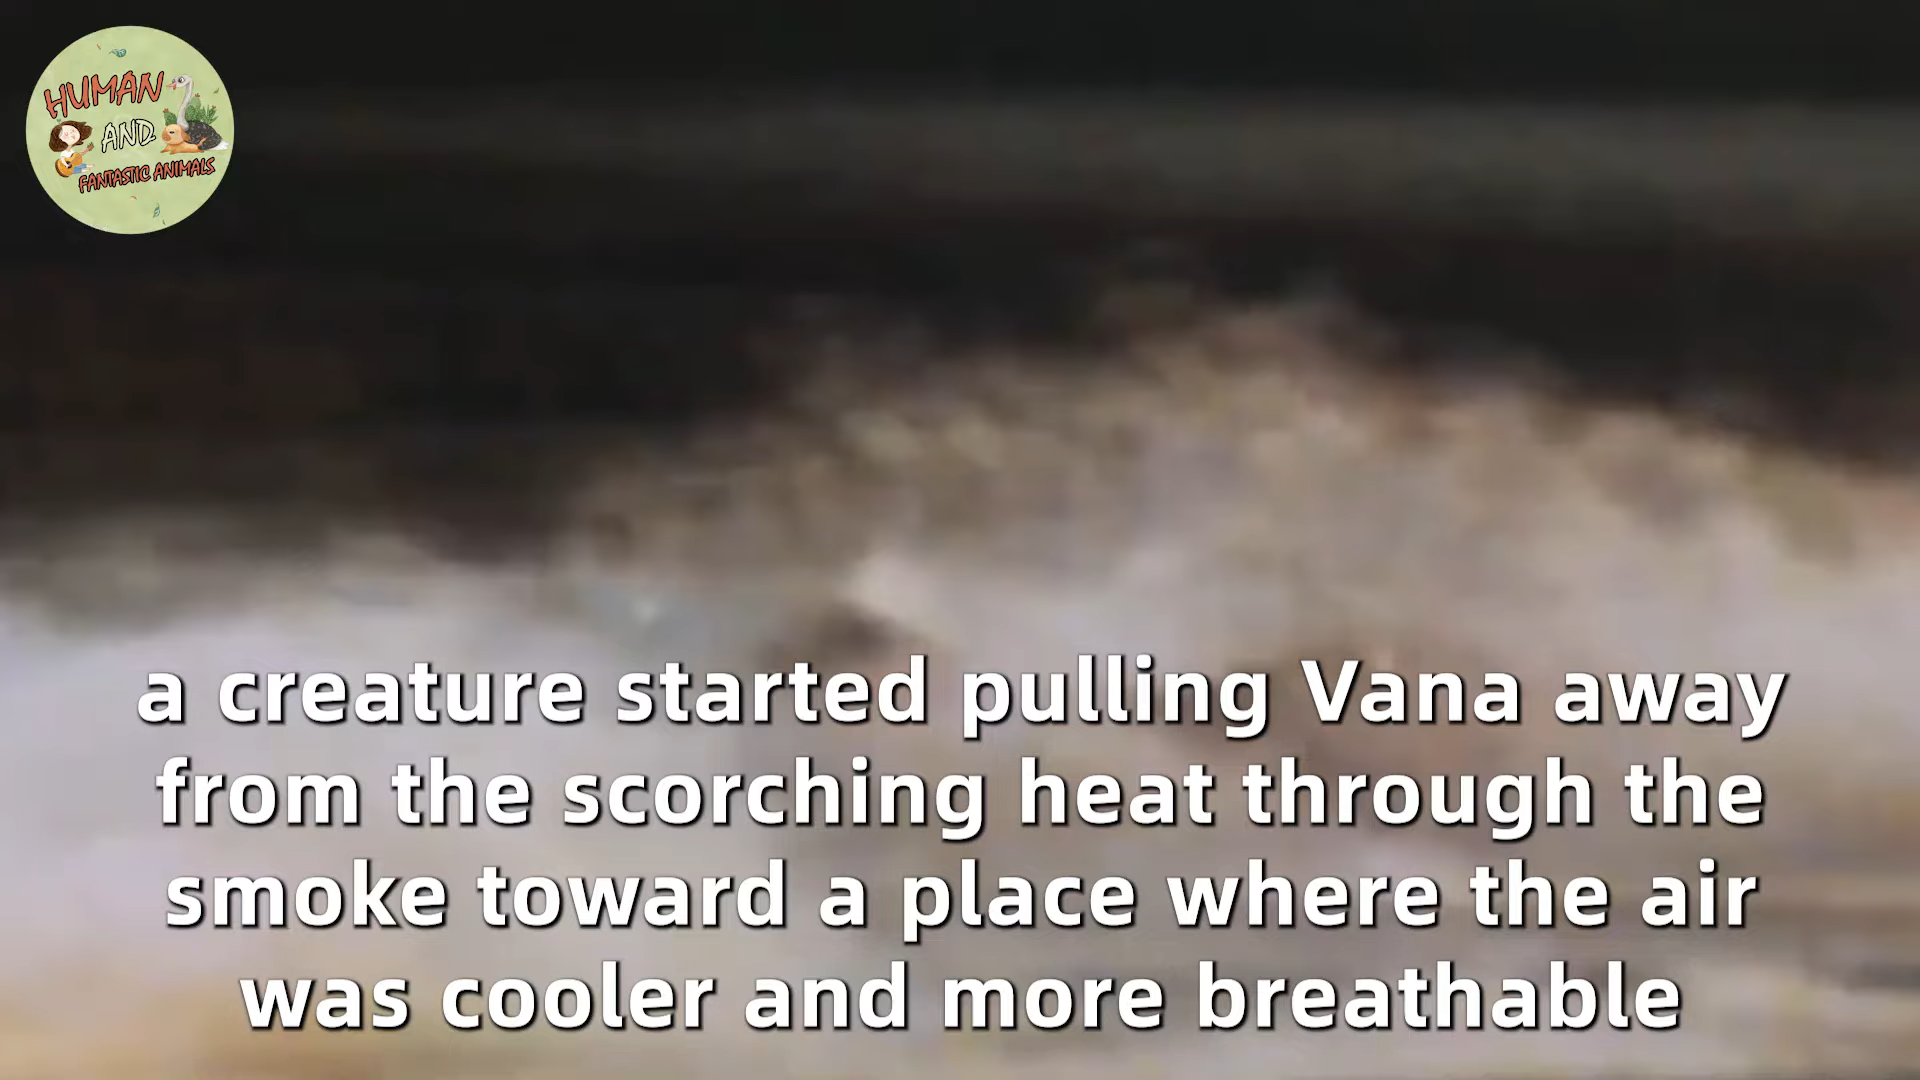 HUMAN
AND
FANTASTIC ANIMALS
a creature started pulling Vana away
from the scorching heat through the
smoke toward a place where the air
was cooler and more breathable